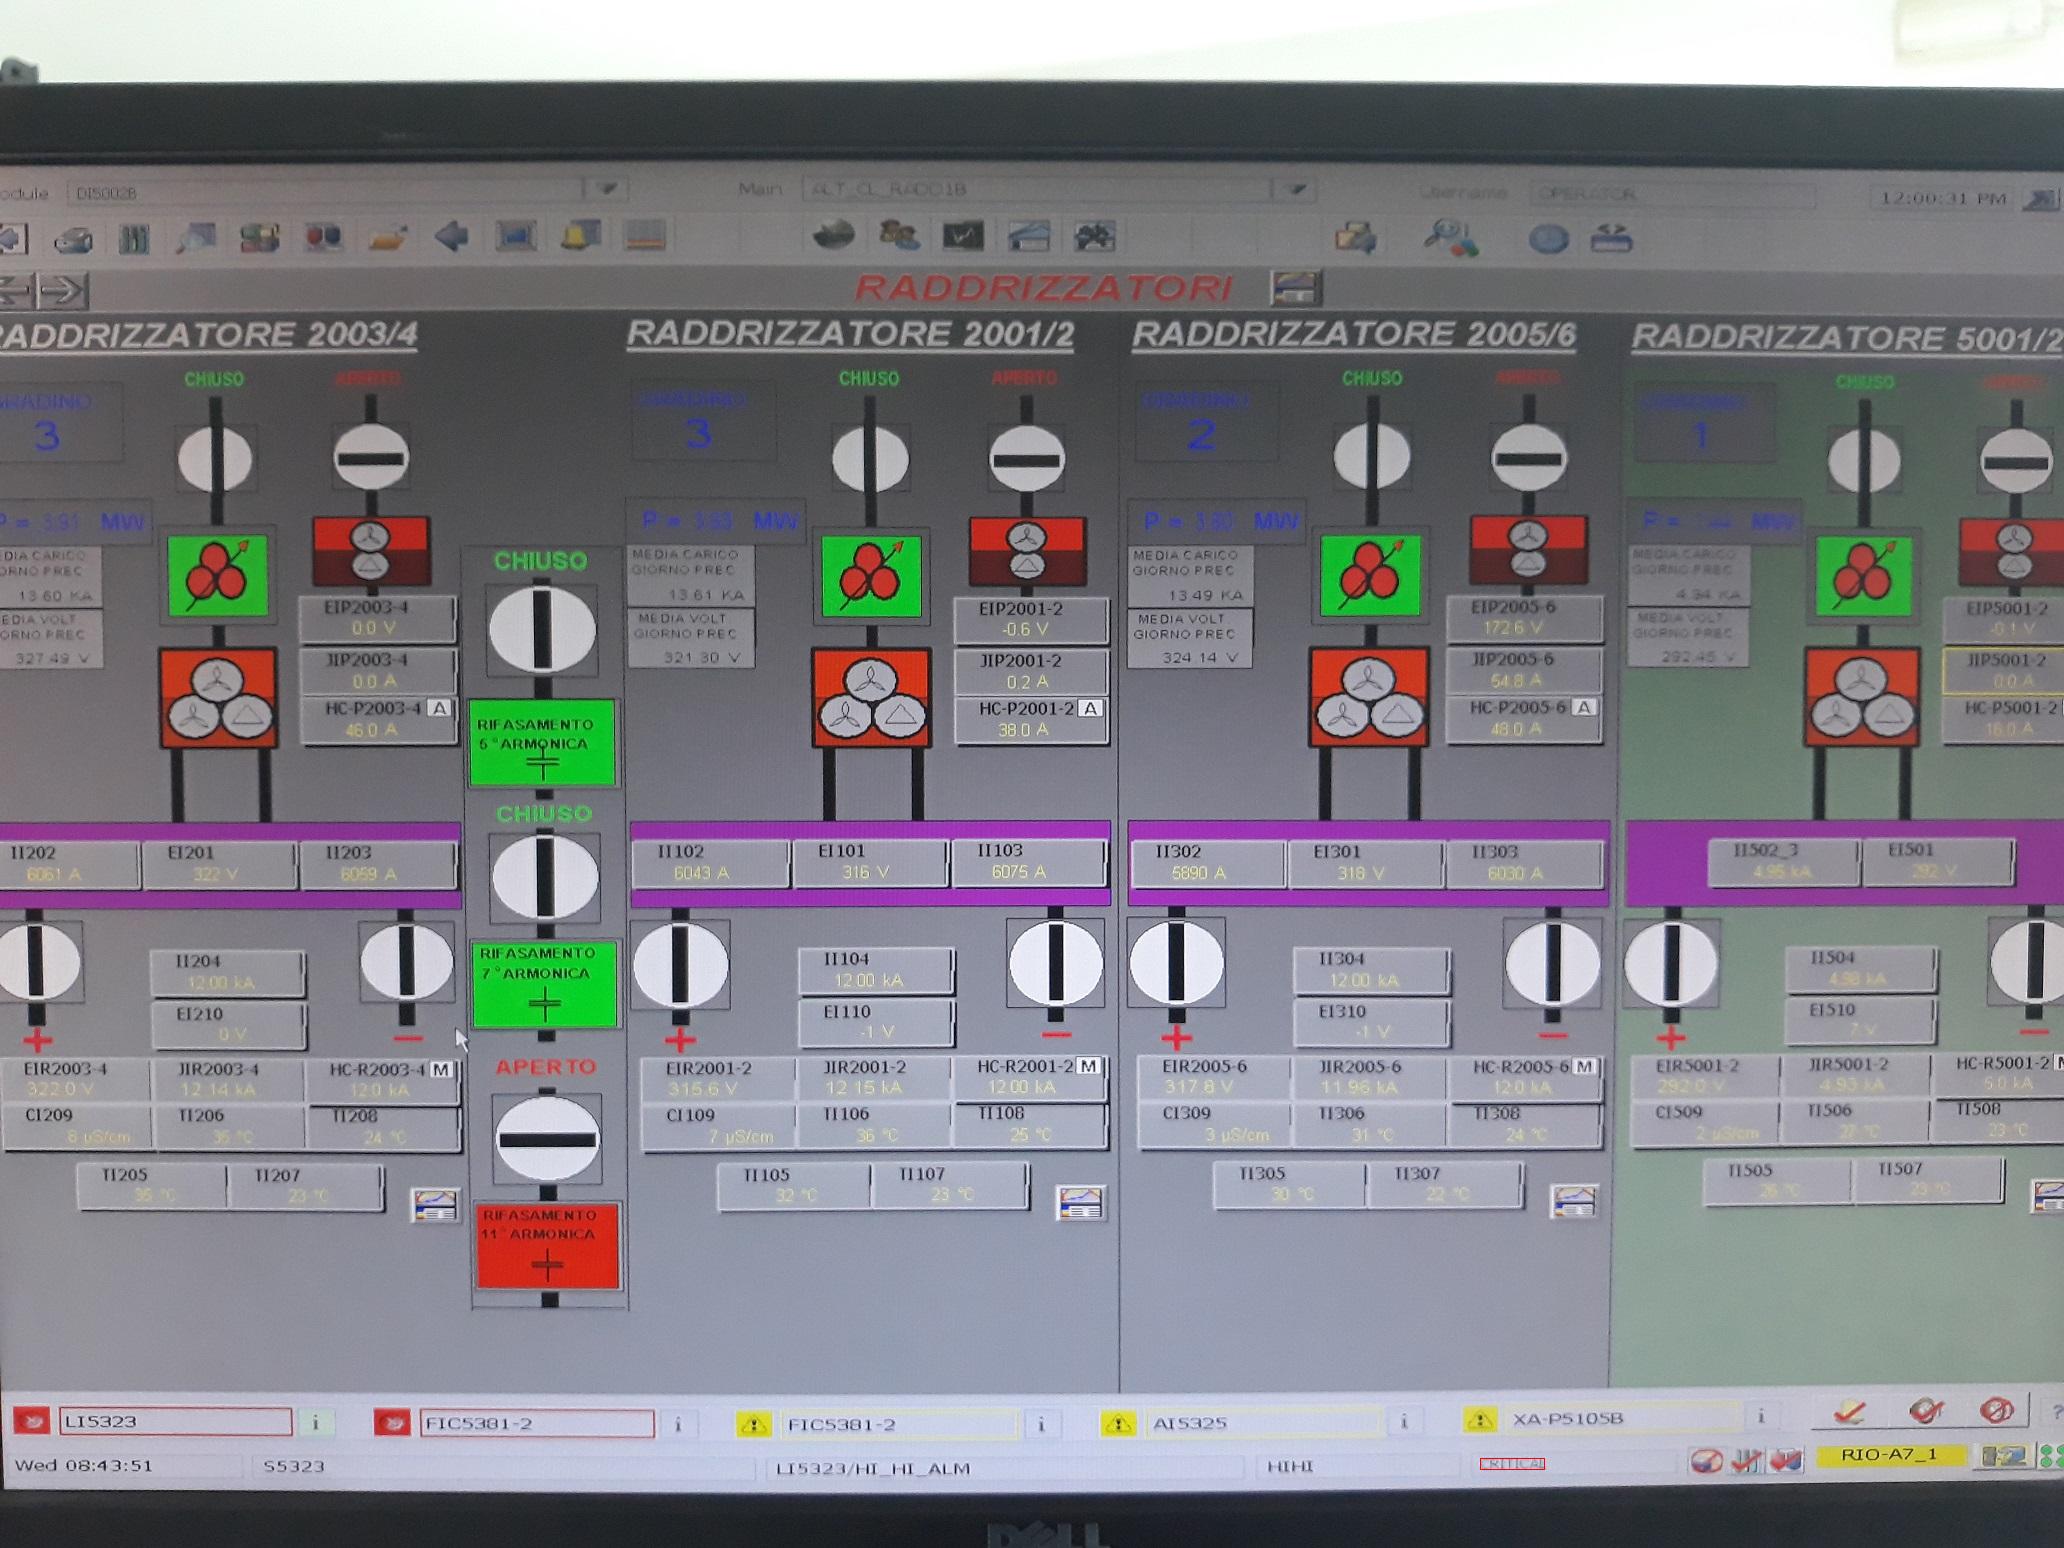 odule DI5002B Main ALT_CL_RADD1B Username OPERATOR 12:00:31 PM
RADDRIZZATORI
RADDRIZZATORE 2003/4
CHIUSO APERTO
GRADINO
3
P = 3.91 MW
EDIA CARICO
ORNO PREC
13.60 KA
EDIA VOLT
ORNO PREC
327.49 V
EIP2003-4
0.0 V
JIP2003-4
0.0 A
HC-P2003-4 A
46.0 A
II202
6061 A
EI201
322 V
II203
6059 A
II204
12.00 kA
EI210
0 V
+ −
EIR2003-4
322.0 V
JIR2003-4
12.14 kA
HC-R2003-4 M
12.0 kA
CI209
8 µS/cm
TI206
35 °C
TI208
24 °C
TI205
35 °C
TI207
23 °C
CHIUSO
RIFASAMENTO
5°ARMONICA
CHIUSO
RIFASAMENTO
7°ARMONICA
APERTO
RIFASAMENTO
11°ARMONICA
RADDRIZZATORE 2001/2
CHIUSO APERTO
GRADINO
3
P = MW
MEDIA CARICO
GIORNO PREC
13.61 KA
MEDIA VOLT
GIORNO PREC
321.30 V
EIP2001-2
-0.6 V
JIP2001-2
0.2 A
HC-P2001-2 A
38.0 A
II102
6043 A
EI101
316 V
II103
6075 A
II104
12.00 kA
EI110
-1 V
+ −
EIR2001-2
315.6 V
JIR2001-2
12.15 kA
HC-R2001-2 M
12.00 kA
CI109
7 µS/cm
TI106
36 °C
TI108
25 °C
TI105
32 °C
TI107
23 °C
RADDRIZZATORE 2005/6
CHIUSO APERTO
GRADINO
2
P = 3.80 MW
MEDIA CARICO
GIORNO PREC
13.49 KA
MEDIA VOLT
GIORNO PREC
324.14 V
EIP2005-6
172.6 V
JIP2005-6
54.8 A
HC-P2005-6 A
48.0 A
II302
5890 A
EI301
318 V
II303
6030 A
II304
12.00 kA
EI310
-1 V
+ −
EIR2005-6
317.8 V
JIR2005-6
11.96 kA
HC-R2005-6 M
12.0 kA
CI309
3 µS/cm
TI306
31 °C
TI308
24 °C
TI305
30 °C
TI307
22 °C
RADDRIZZATORE 5001/2
CHIUSO APERTO
GRADINO
1
P = MW
MEDIA CARICO
GIORNO PREC
4.94 KA
MEDIA VOLT
GIORNO PREC
292.45 V
EIP5001-2
-0.1 V
JIP5001-2
0.0 A
HC-P5001-2
16.0 A
II502_3
4.95 kA
EI501
292 V
II504
4.98 kA
EI510
7 V
+ −
EIR5001-2
292.0 V
JIR5001-2
4.93 kA
HC-R5001-2 M
5.0 kA
CI509
2 µS/cm
TI506
27 °C
TI508
23 °C
TI505
26 °C
TI507
23 °C
LI5323 i FIC5381-2 i FIC5381-2 i AI5325 i XA-P5105B i ?
Wed 08:43:51 S5323 LI5323/HI_HI_ALM HIHI CRITICAL RIO-A7_1
DELL